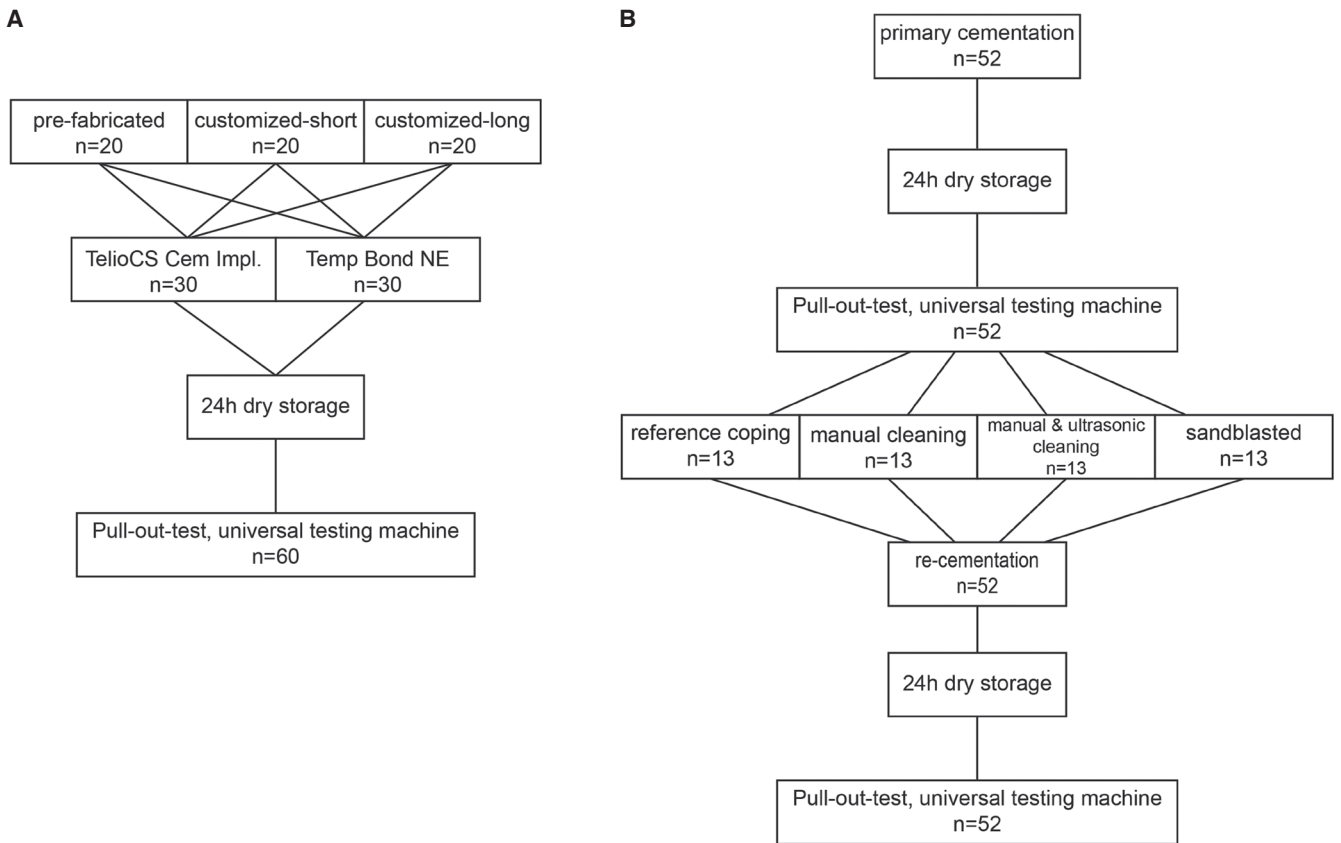 A
pre-fabricated
n=20
customized-short
n=20
customized-long
n=20
TelioCS Cem Impl.
n=30
Temp Bond NE
n=30
24h dry storage
Pull-out-test, universal testing machine
n=60
B
primary cementation
n=52
24h dry storage
Pull-out-test, universal testing machine
n=52
reference coping
n=13
manual cleaning
n=13
manual & ultrasonic
cleaning
n=13
sandblasted
n=13
re-cementation
n=52
24h dry storage
Pull-out-test, universal testing machine
n=52